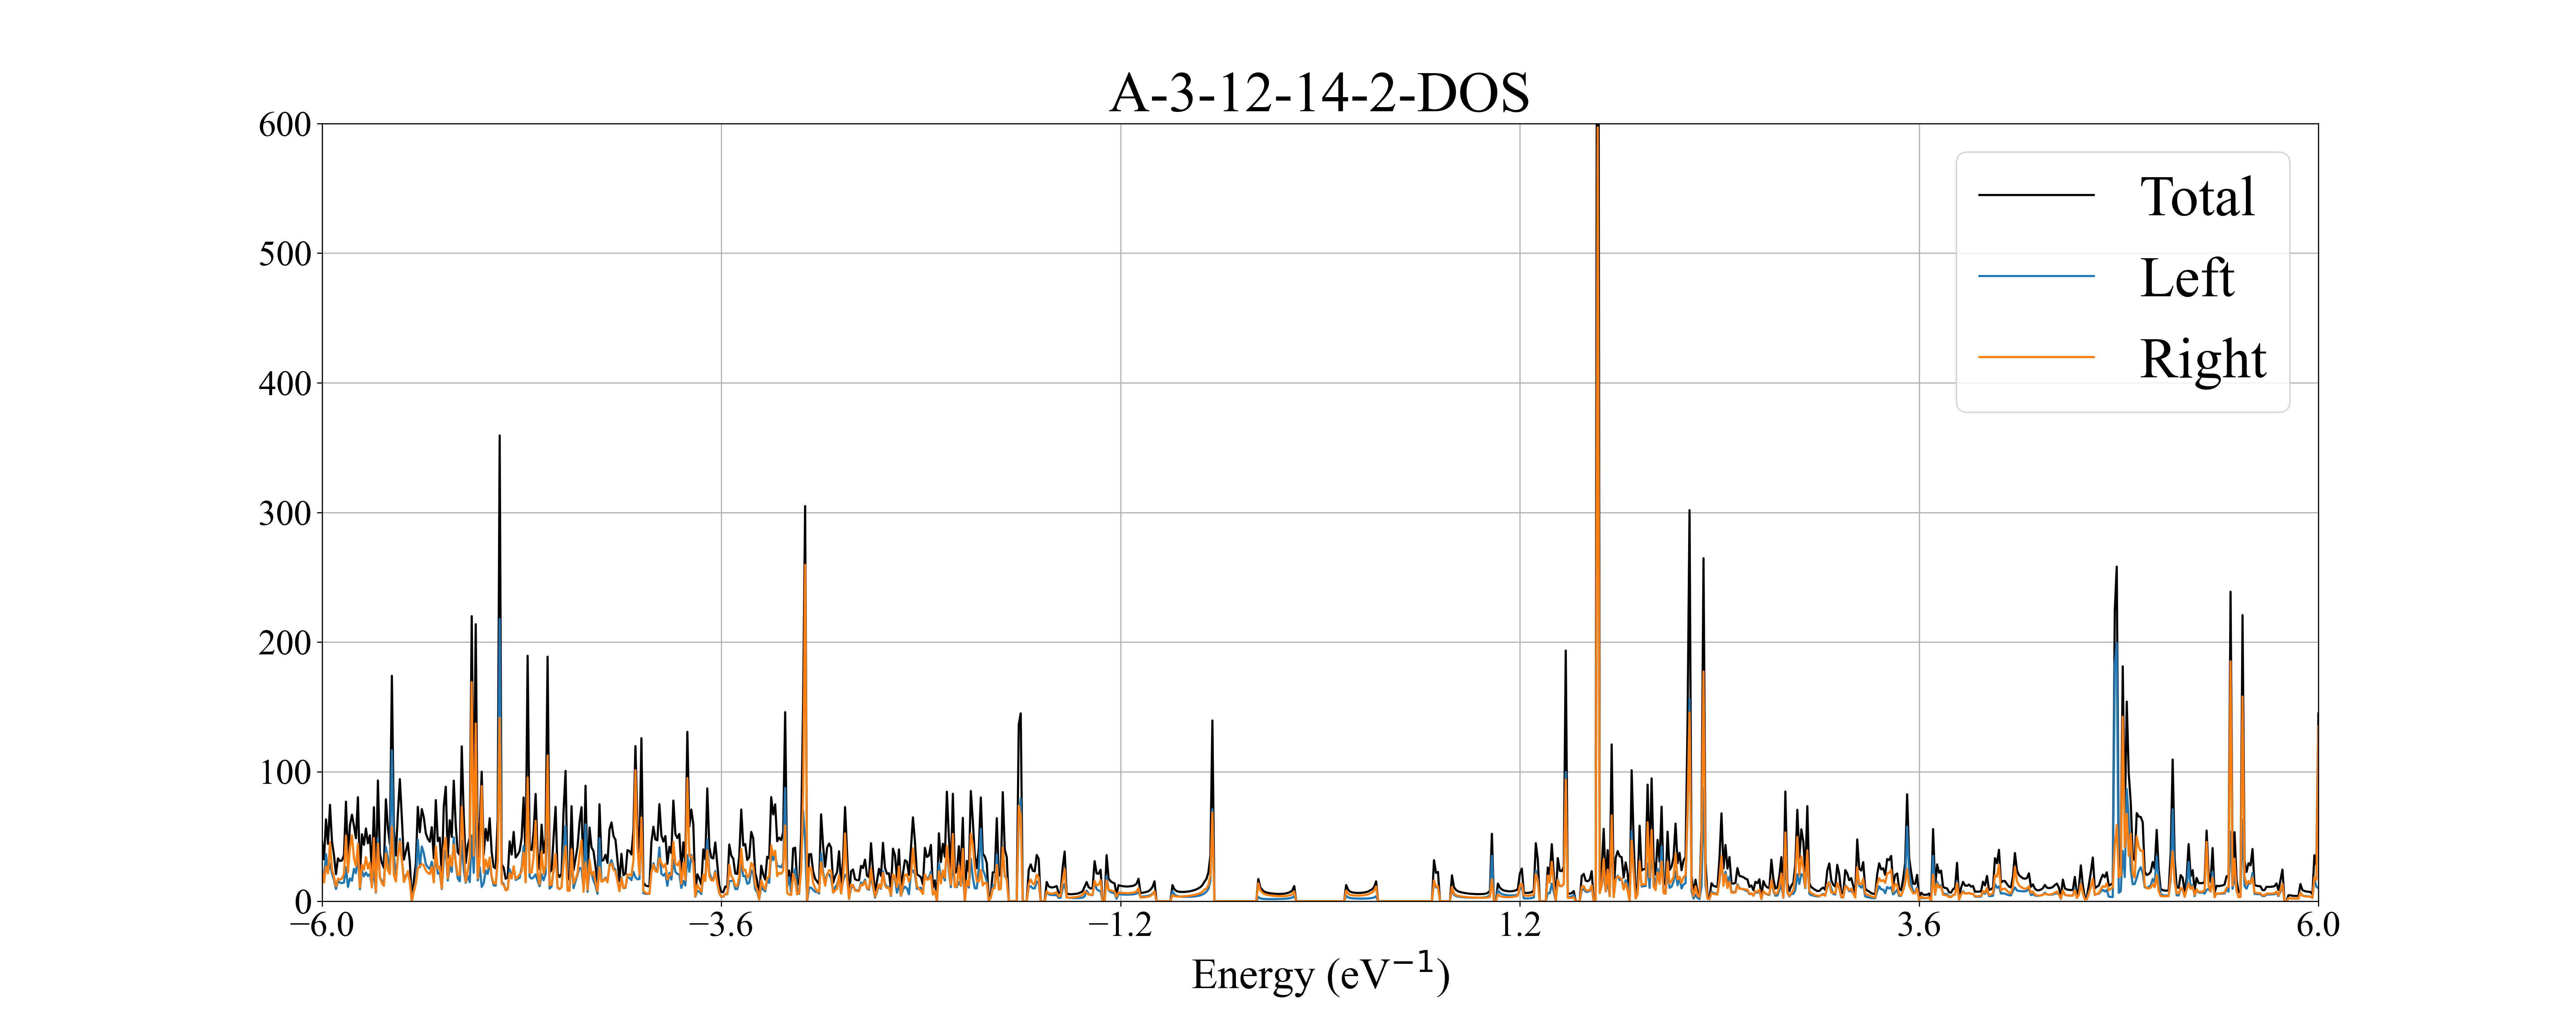 A-3-12-14-2-DOS
600
500
400
300
200
100
0
−6.0
−3.6
−1.2
1.2
3.6
6.0
Energy (eV⁻¹)
Total
Left
Right